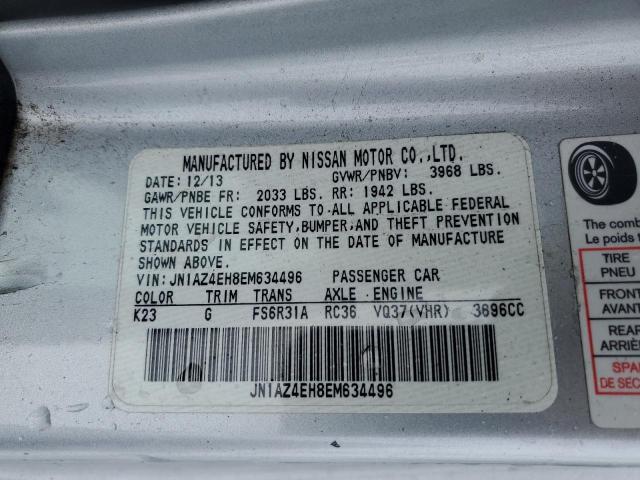 MANUFACTURED BY NISSAN MOTOR CO.,LTD.
DATE: 12/13 GVWR/PNBV: 3968 LBS.
GAWR/PNBE FR: 2033 LBS. RR: 1942 LBS.
THIS VEHICLE CONFORMS TO ALL APPLICABLE FEDERAL
MOTOR VEHICLE SAFETY,BUMPER,AND THEFT PREVENTION
STANDARDS IN EFFECT ON THE DATE OF MANUFACTURE
SHOWN ABOVE.
VIN: JN1AZ4EH8EM634496 PASSENGER CAR
COLOR TRIM TRANS AXLE ENGINE
K23 G FS6R31A RC36 VQ37(VHR) 3696CC
JN1AZ4EH8EM634496
The comb
Le poids t
TIRE
PNEU
FRONT
AVANT
REAR
ARRIÈR
SPAR
DE SEC